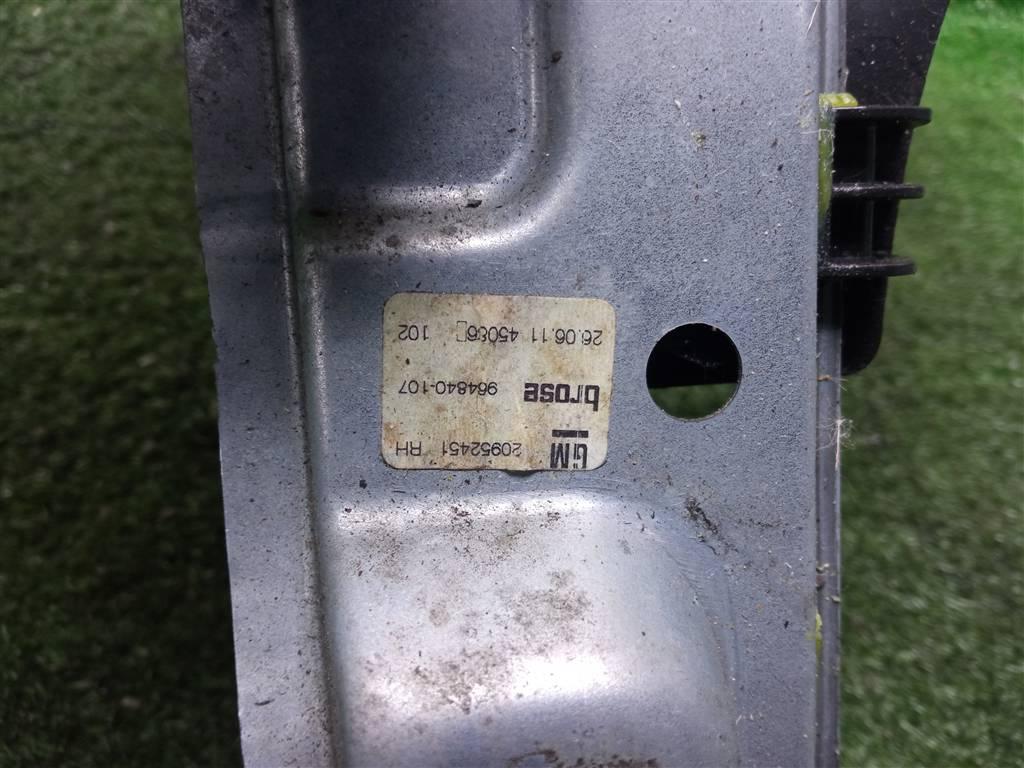 GM 20952451 RH
brose 964840-107
26.06.11 45086 102